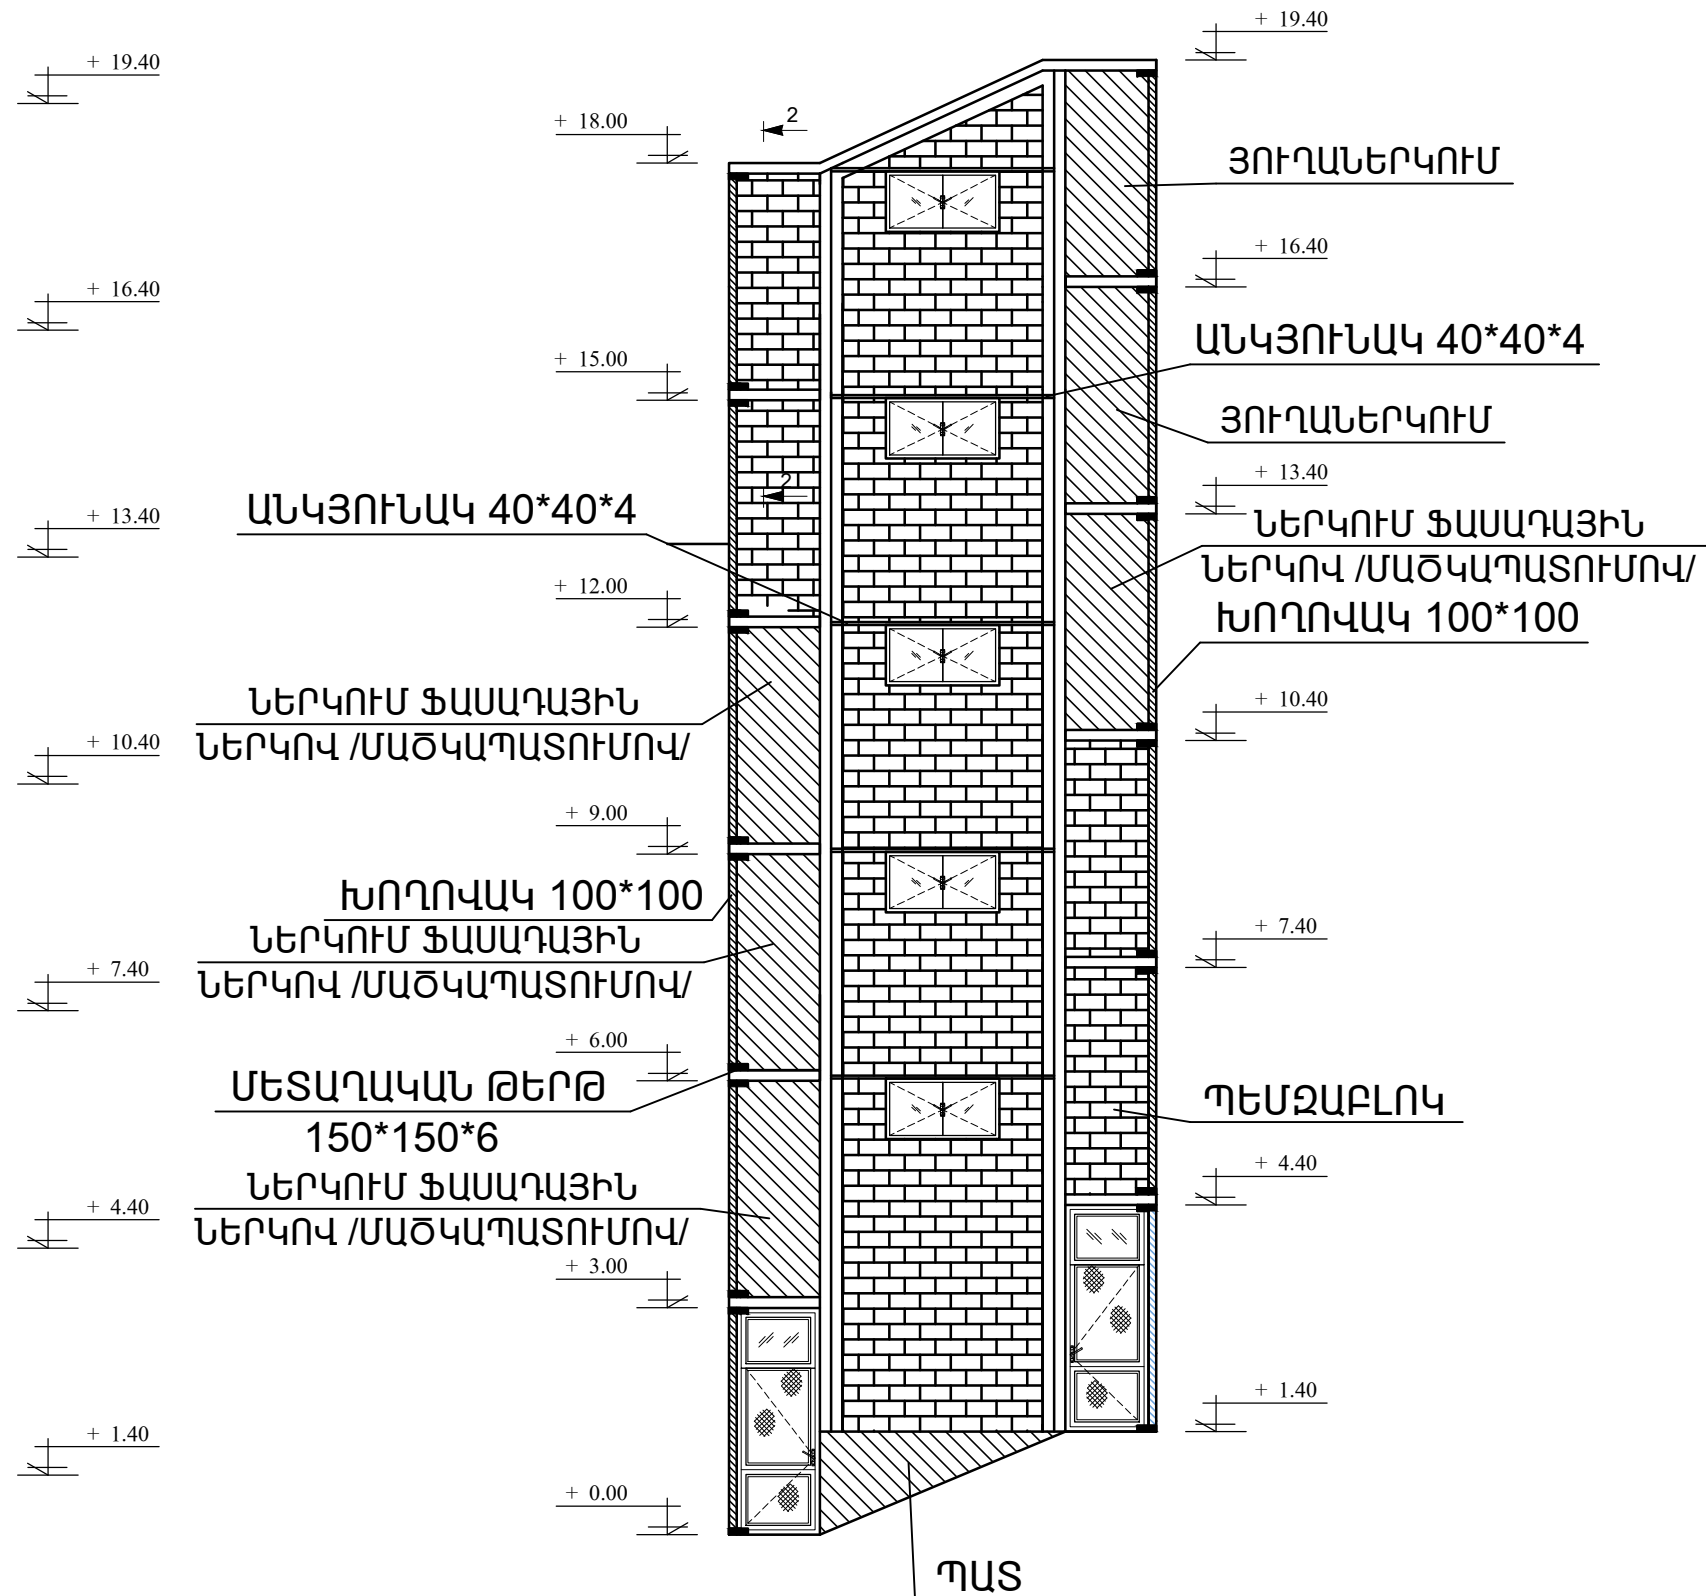 + 19.40
+ 19.40
+ 18.00
2
ՅՈՒՂԱՆԵՐԿՈՒՄ
+ 16.40
+ 16.40
ԱՆԿՅՈՒՆԱԿ 40*40*4
+ 15.00
ՅՈՒՂԱՆԵՐԿՈՒՄ
+ 13.40
2
ԱՆԿՅՈՒՆԱԿ 40*40*4
+ 13.40
ՆԵՐԿՈՒՄ ՖԱՍԱԴԱՅԻՆ
ՆԵՐԿՈՎ /ՄԱԾԿԱՊԱՏՈՒՄՈՎ/
+ 12.00
ԽՈՂՈՎԱԿ 100*100
ՆԵՐԿՈՒՄ ՖԱՍԱԴԱՅԻՆ
ՆԵՐԿՈՎ /ՄԱԾԿԱՊԱՏՈՒՄՈՎ/
+ 10.40
+ 10.40
+ 9.00
ԽՈՂՈՎԱԿ 100*100
ՆԵՐԿՈՒՄ ՖԱՍԱԴԱՅԻՆ
ՆԵՐԿՈՎ /ՄԱԾԿԱՊԱՏՈՒՄՈՎ/
+ 7.40
+ 7.40
+ 6.00
ՄԵՏԱՂԱԿԱՆ ԹԵՐԹ
150*150*6
ՊԵՄԶԱԲԼՈԿ
+ 4.40
ՆԵՐԿՈՒՄ ՖԱՍԱԴԱՅԻՆ
ՆԵՐԿՈՎ /ՄԱԾԿԱՊԱՏՈՒՄՈՎ/
+ 4.40
+ 3.00
+ 1.40
+ 1.40
+ 0.00
ՊԱՏ